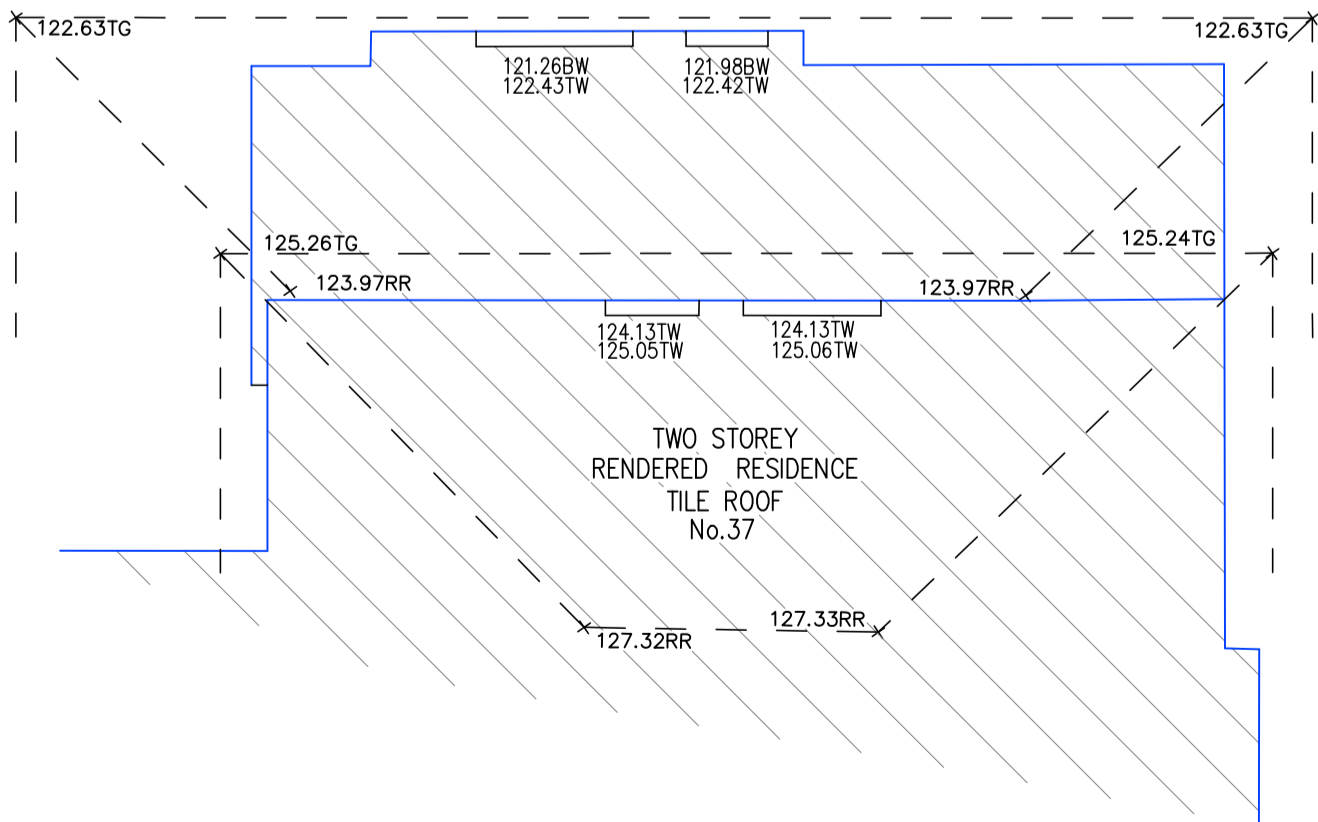 122.63TG
122.63TG
121.26BW
122.43TW
121.98BW
122.42TW
125.26TG
125.24TG
123.97RR
123.97RR
124.13TW
125.05TW
124.13TW
125.06TW
TWO STOREY
RENDERED RESIDENCE
TILE ROOF
No.37
127.33RR
127.32RR